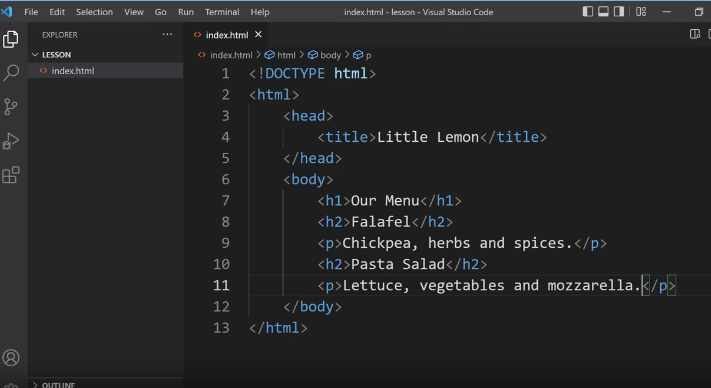 File Edit Selection View Go Run Terminal Help index.html - lesson - Visual Studio Code
EXPLORER
LESSON
index.html
index.html
index.html > html > body > p
1 <!DOCTYPE html>
2 <html>
3 <head>
4 <title>Little Lemon</title>
5 </head>
6 <body>
7 <h1>Our Menu</h1>
8 <h2>Falafel</h2>
9 <p>Chickpea, herbs and spices.</p>
10 <h2>Pasta Salad</h2>
11 <p>Lettuce, vegetables and mozzarella.</p>
12 </body>
13 </html>
OUTLINE